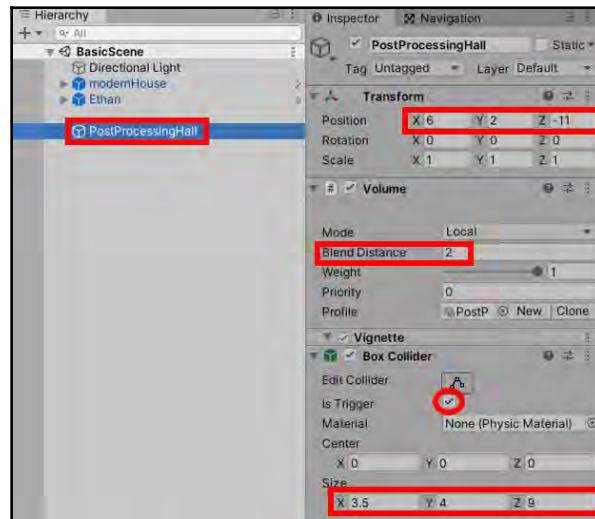 Hierarchy
All
BasicScene
Directional Light
modernHouse
Ethan
PostProcessingHall
Inspector Navigation
PostProcessingHall Static
Tag Untagged Layer Default
Transform
Position X 6 Y 2 Z -11
Rotation X 0 Y 0 Z 0
Scale X 1 Y 1 Z 1
# Volume
Mode Local
Blend Distance 2
Weight 1
Priority 0
Profile PostP New Clone
Vignette
Box Collider
Edit Collider
Is Trigger
Material None (Physic Material)
Center
X 0 Y 0 Z 0
Size
X 3.5 Y 4 Z 9